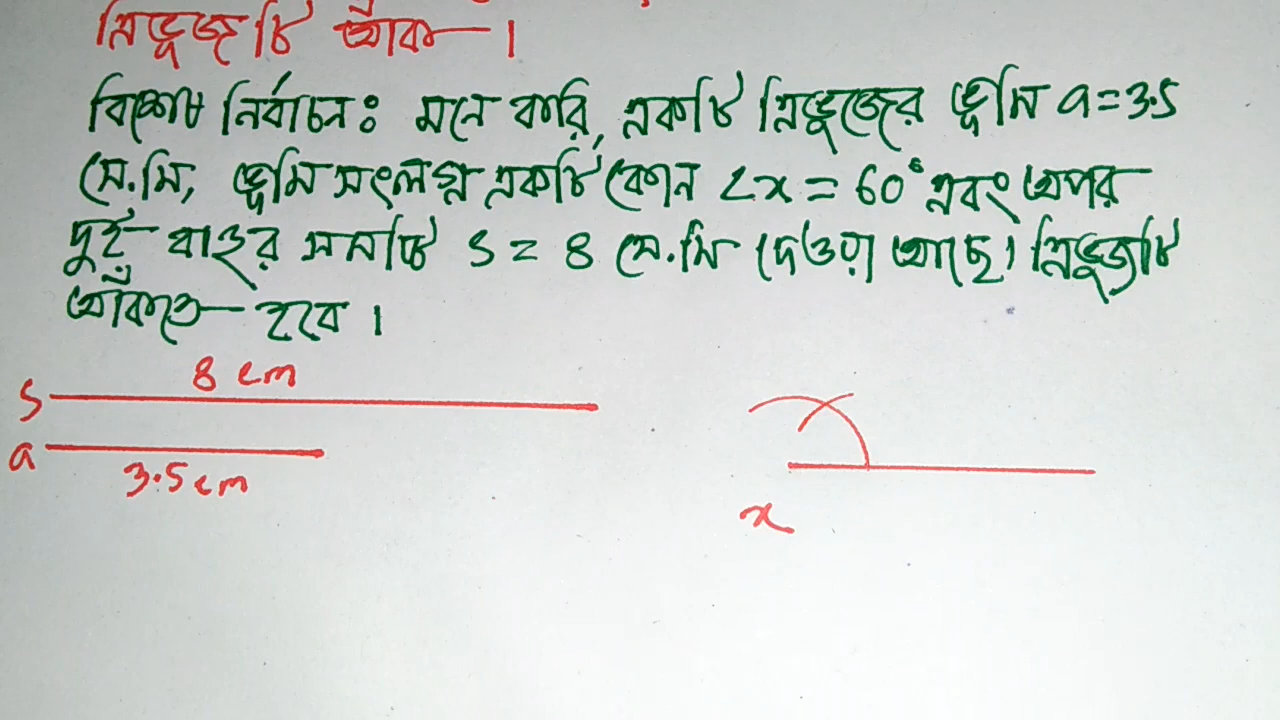 ত্রিভুজটি আঁক।
বিশেষ নির্বাচনঃ মনে করি, একটি ত্রিভুজের ভূমি a = 3.5
সে.মি, ভূমি সংলগ্ন একটি কোন ∠x = 60° এবং অপর
দুই বাহুর সমষ্টি S = 8 সে.মি দেওয়া আছে। ত্রিভুজটি
আঁকতে হবে।
8 cm
S
a
3.5 cm
x